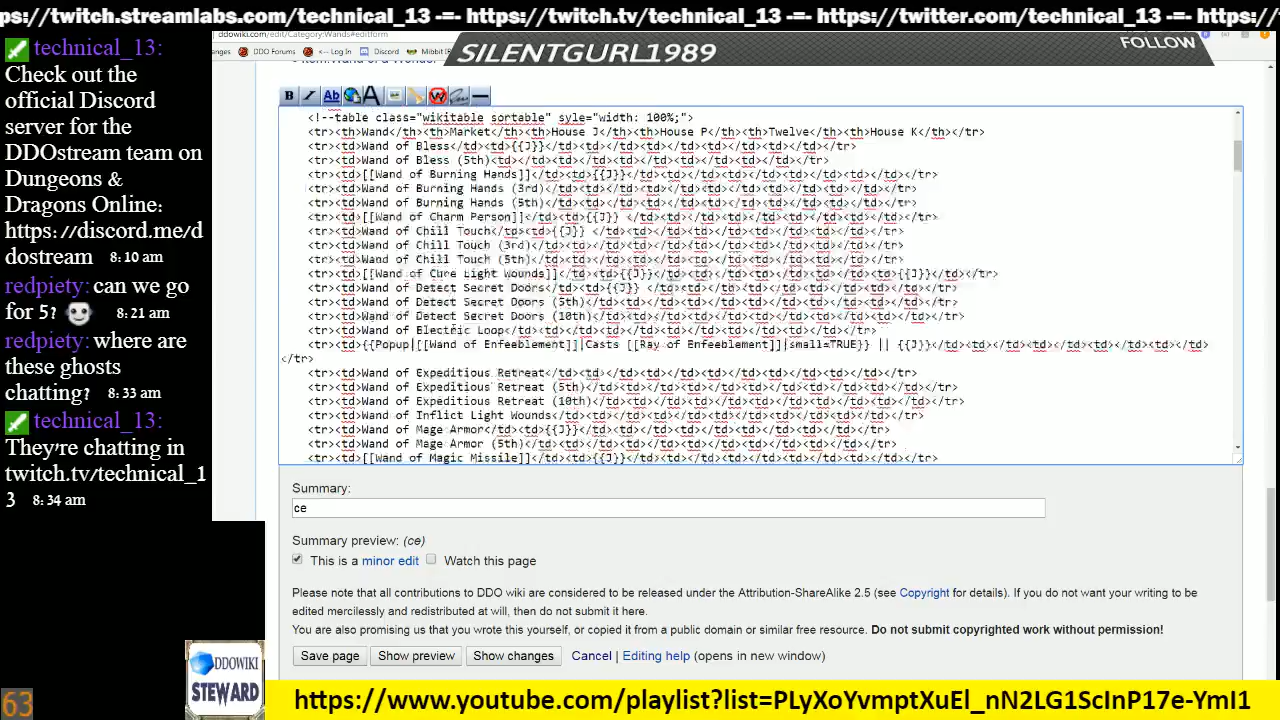 ps://twitch.streamlabs.com/technical_13 -=- https://twitch.tv/technical_13 -=- https://twitter.com/technical_13 -=- https:/
ddowiki.com/edit/Category:Wands#editform
nges DDO Forums <-- Log In Discord Mibbit
SILENTGURL1989
FOLLOW
technical_13:
Check out the
official Discord
server for the
DDOstream team on
Dungeons &
Dragons Online:
https://discord.me/d
dostream 8:10 am
redpiety: can we go
for 5? 8:21 am
redpiety: where are
these ghosts
chatting? 8:33 am
technical_13:
They're chatting in
twitch.tv/technical_1
3 8:34 am
<!--table class="wikitable sortable" syle="width: 100%;">
<tr><th>Wand</th><th>Market</th><th>House J</th><th>House P</th><th>Twelve</th><th>House K</th></tr>
<tr><td>Wand of Bless</td><td>{{J}}</td><td></td><td></td><td></td><td></td></tr>
<tr><td>Wand of Bless (5th)<td></td><td></td><td></td><td></td><td></td></tr>
<tr><td>[[Wand of Burning Hands]]</td><td>{{J}}</td><td></td><td></td><td></td><td></td></tr>
<tr><td>Wand of Burning Hands (3rd)</td><td></td><td></td><td></td><td></td><td></td></tr>
<tr><td>Wand of Burning Hands (5th)</td><td></td><td></td><td></td><td></td><td></td></tr>
<tr><td>[[Wand of Charm Person]]</td><td>{{J}} </td><td></td><td></td><td></td><td></td></tr>
<tr><td>Wand of Chill Touch</td><td>{{J}} </td><td></td><td></td><td></td><td></td></tr>
<tr><td>Wand of Chill Touch (3rd)</td><td></td><td></td><td></td><td></td><td></td></tr>
<tr><td>Wand of Chill Touch (5th)</td><td></td><td></td><td></td><td></td><td></td></tr>
<tr><td>[[Wand of Cure Light Wounds]]</td><td>{{J}}</td><td></td><td></td><td></td><td>{{J}}</td></tr>
<tr><td>Wand of Detect Secret Doors</td><td>{{J}} </td><td></td><td></td><td></td><td></td></tr>
<tr><td>Wand of Detect Secret Doors (5th)</td><td></td><td></td><td></td><td></td><td></td></tr>
<tr><td>Wand of Detect Secret Doors (10th)</td><td></td><td></td><td></td><td></td><td></td></tr>
<tr><td>Wand of Electric Loop</td><td></td><td></td><td></td><td></td><td></td></tr>
<tr><td>{{Popup|[[Wand of Enfeeblement]]|Casts [[Ray of Enfeeblement]]|small=TRUE}} || {{J}}</td><td></td><td></td><td></td><td></td>
</tr>
<tr><td>Wand of Expeditious Retreat</td><td></td><td></td><td></td><td></td><td></td></tr>
<tr><td>Wand of Expeditious Retreat (5th)</td><td></td><td></td><td></td><td></td><td></td></tr>
<tr><td>Wand of Expeditious Retreat (10th)</td><td></td><td></td><td></td><td></td><td></td></tr>
<tr><td>Wand of Inflict Light Wounds</td><td></td><td></td><td></td><td></td><td></td></tr>
<tr><td>Wand of Mage Armor</td><td>{{J}}</td><td></td><td></td><td></td><td></td></tr>
<tr><td>Wand of Mage Armor (5th)</td><td></td><td></td><td></td><td></td><td></td></tr>
<tr><td>[[Wand of Magic Missile]]</td><td>{{J}}</td><td></td><td></td><td></td><td></td></tr>
Summary:
ce
Summary preview: (ce)
This is a minor edit Watch this page
Please note that all contributions to DDO wiki are considered to be released under the Attribution-ShareAlike 2.5 (see Copyright for details). If you do not want your writing to be
edited mercilessly and redistributed at will, then do not submit it here.
You are also promising us that you wrote this yourself, or copied it from a public domain or similar free resource. Do not submit copyrighted work without permission!
Save page Show preview Show changes Cancel | Editing help (opens in new window)
DDOWIKI
STEWARD
63
https://www.youtube.com/playlist?list=PLyXoYvmptXuEl_nN2LG1ScInP17e-YmI1